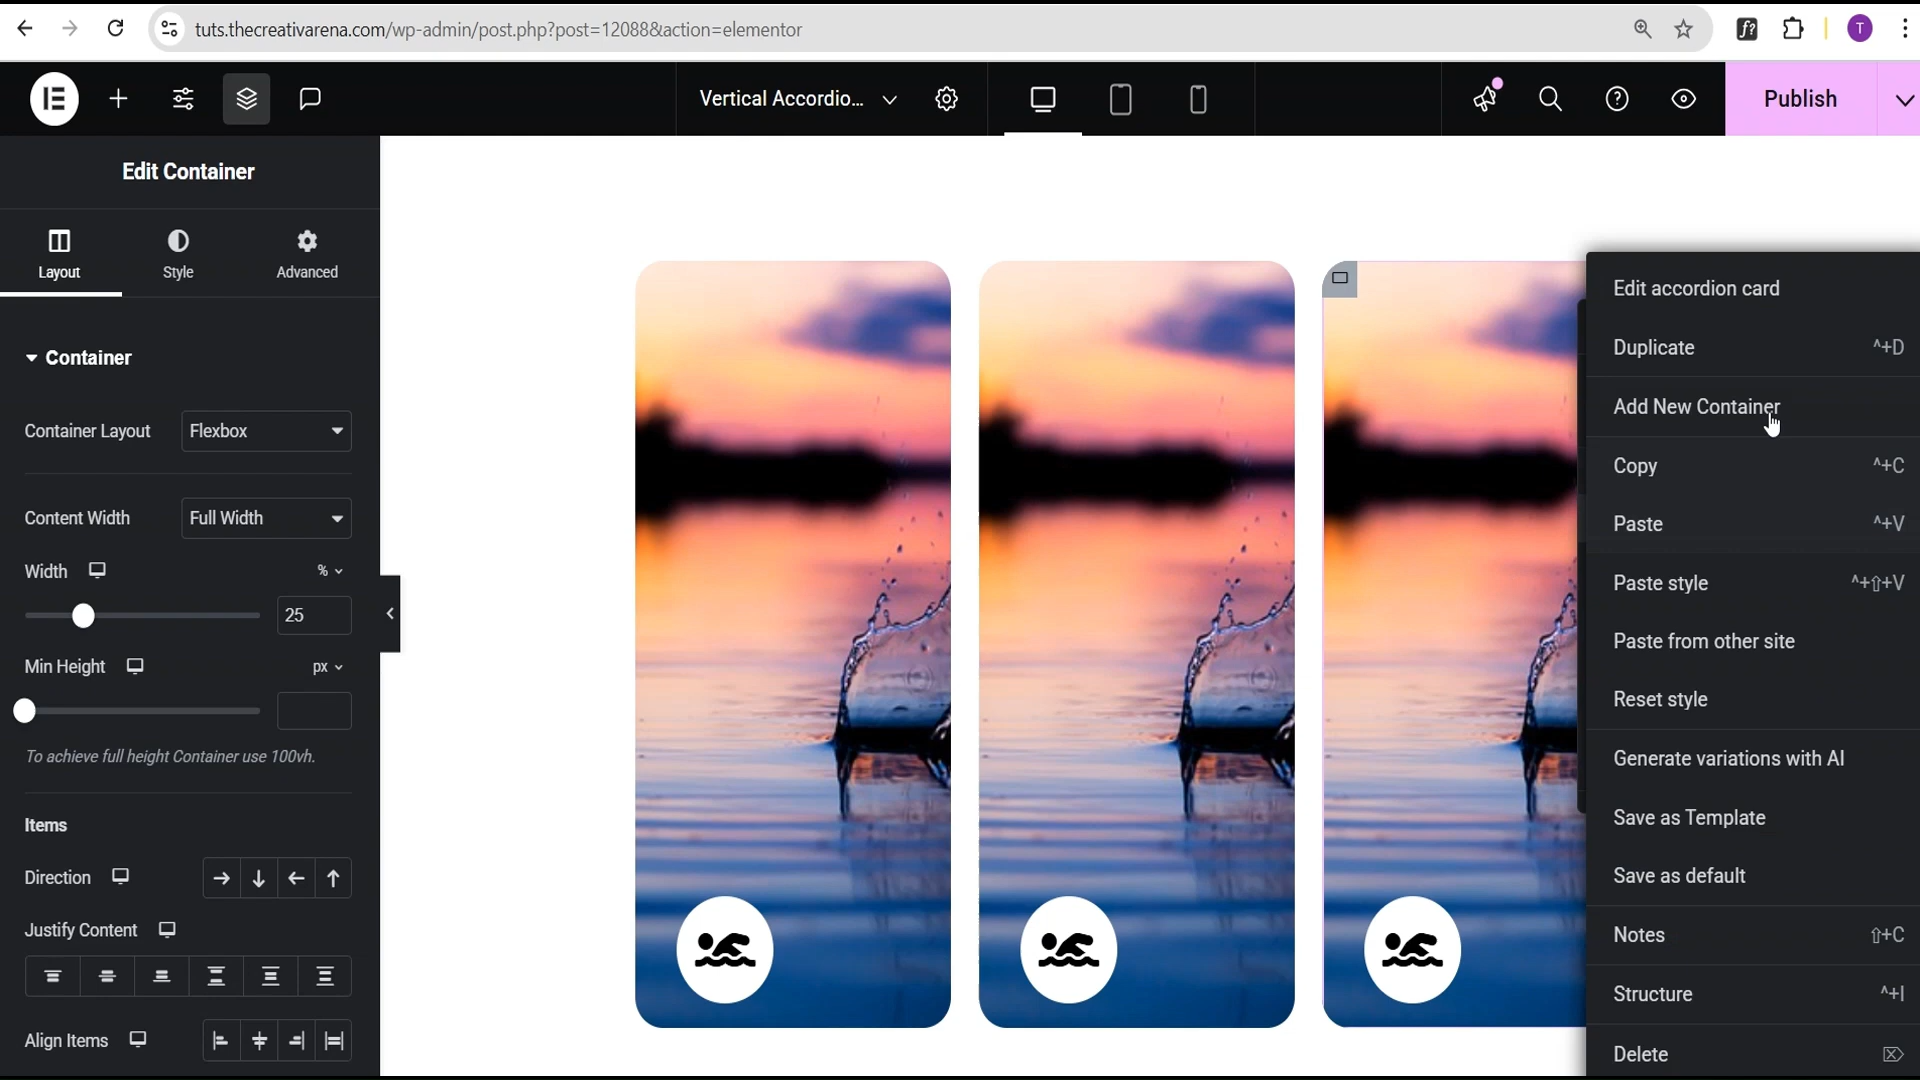 tuts.thecreativarena.com/wp-admin/post.php?post=12088&action=elementor
T
Vertical Accordio...
Publish
Edit Container
Layout
Style
Advanced
Container
Container Layout
Flexbox
Content Width
Full Width
Width
%
25
Min Height
px
To achieve full height Container use 100vh.
Items
Direction
Justify Content
Align Items
Edit accordion card
Duplicate ^+D
Add New Container
Copy ^+C
Paste ^+V
Paste style ^+⇧+V
Paste from other site
Reset style
Generate variations with AI
Save as Template
Save as default
Notes ⇧+C
Structure ^+I
Delete ⌦